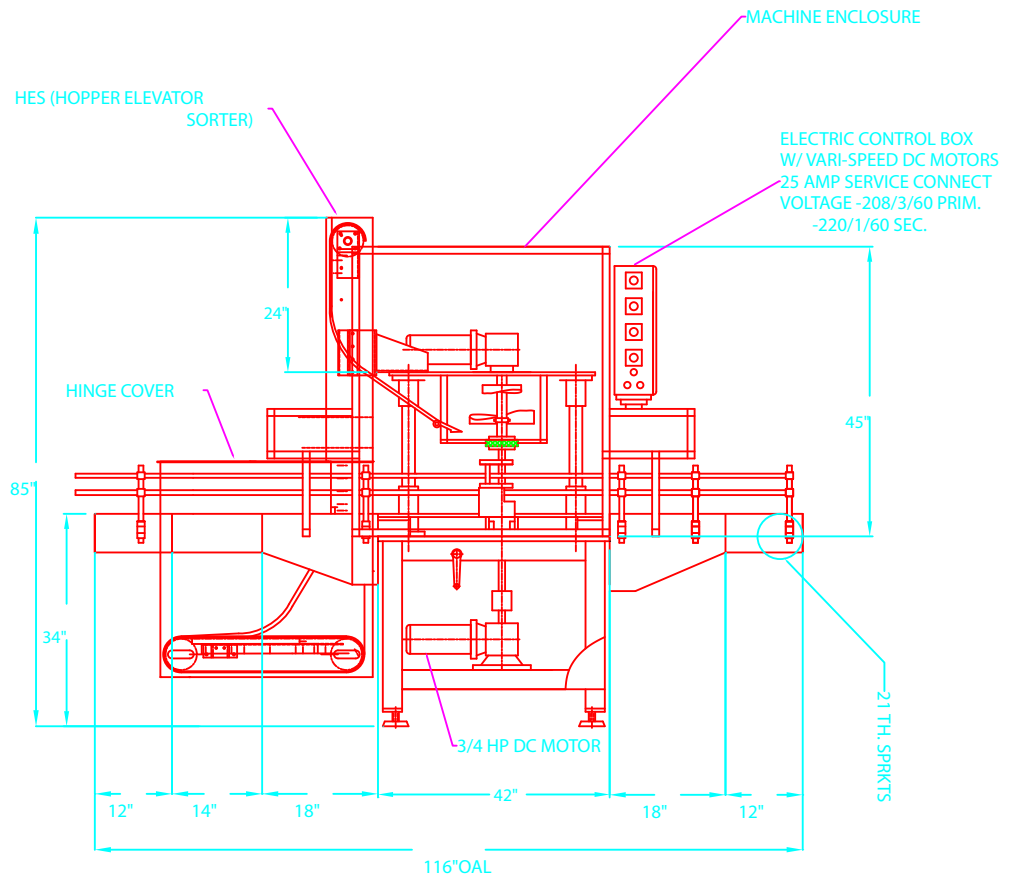 MACHINE ENCLOSURE
HES (HOPPER ELEVATOR
SORTER)
ELECTRIC CONTROL BOX
W/ VARI-SPEED DC MOTORS
25 AMP SERVICE CONNECT
VOLTAGE -208/3/60 PRIM.
-220/1/60 SEC.
24"
HINGE COVER
45"
85"
34"
21 TH. SPRKTS
3/4 HP DC MOTOR
12"
14"
18"
42"
18"
12"
116"OAL